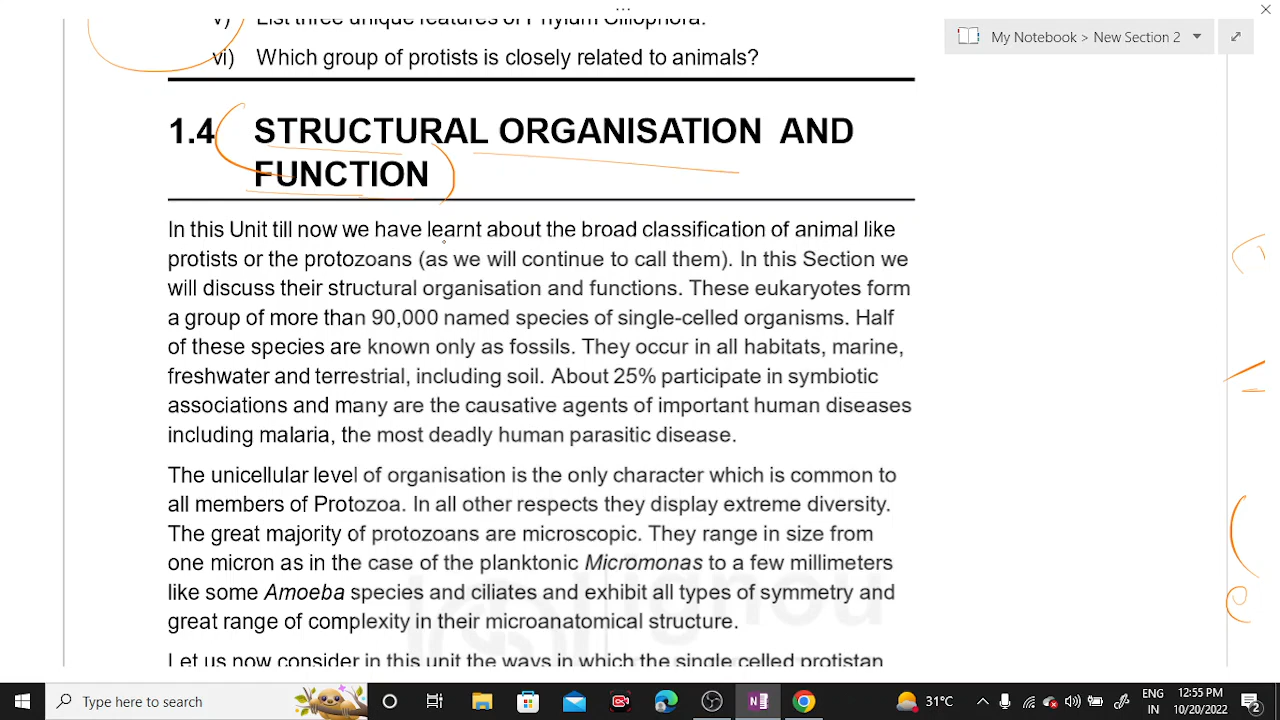 v) List three unique features of Phylum Ciliophora.
vi) Which group of protists is closely related to animals?
My Notebook > New Section 2
1.4 STRUCTURAL ORGANISATION AND
FUNCTION
In this Unit till now we have learnt about the broad classification of animal like
protists or the protozoans (as we will continue to call them). In this Section we
will discuss their structural organisation and functions. These eukaryotes form
a group of more than 90,000 named species of single-celled organisms. Half
of these species are known only as fossils. They occur in all habitats, marine,
freshwater and terrestrial, including soil. About 25% participate in symbiotic
associations and many are the causative agents of important human diseases
including malaria, the most deadly human parasitic disease.
The unicellular level of organisation is the only character which is common to
all members of Protozoa. In all other respects they display extreme diversity.
The great majority of protozoans are microscopic. They range in size from
one micron as in the case of the planktonic Micromonas to a few millimeters
like some Amoeba species and ciliates and exhibit all types of symmetry and
great range of complexity in their microanatomical structure.
ignou
Let us now consider in this unit the ways in which the single celled protistan
Type here to search
31°C
ENG
IN
12:55 PM
10/20/2022
2